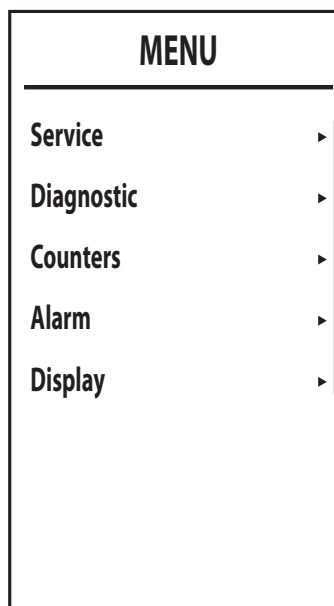 MENU
Service
Diagnostic
Counters
Alarm
Display